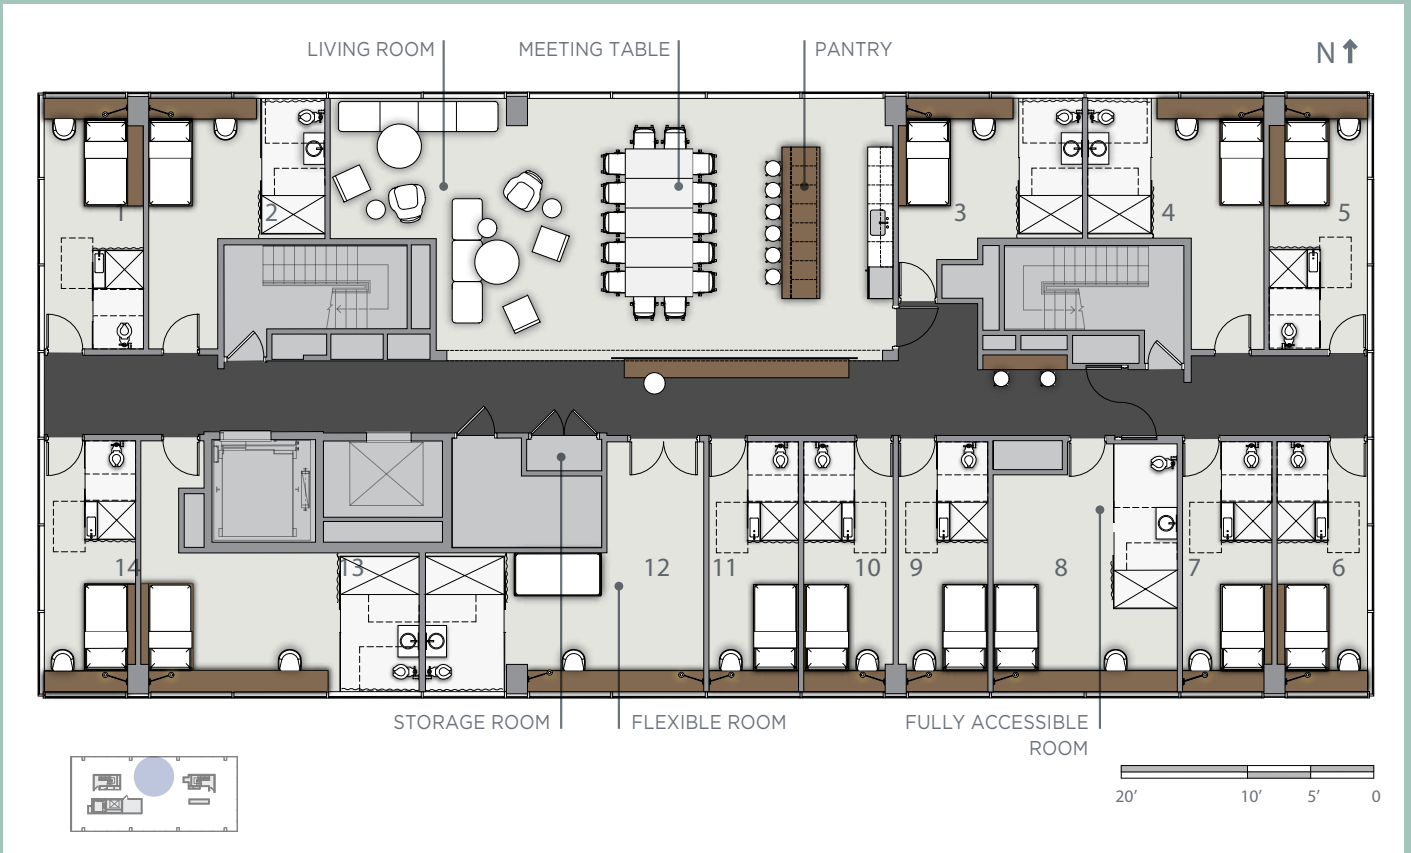 LIVING ROOM
MEETING TABLE
PANTRY
N
1
2
3
4
5
14
13
12
11
10
9
8
7
6
STORAGE ROOM
FLEXIBLE ROOM
FULLY ACCESSIBLE
ROOM
20’
10’
5’
0